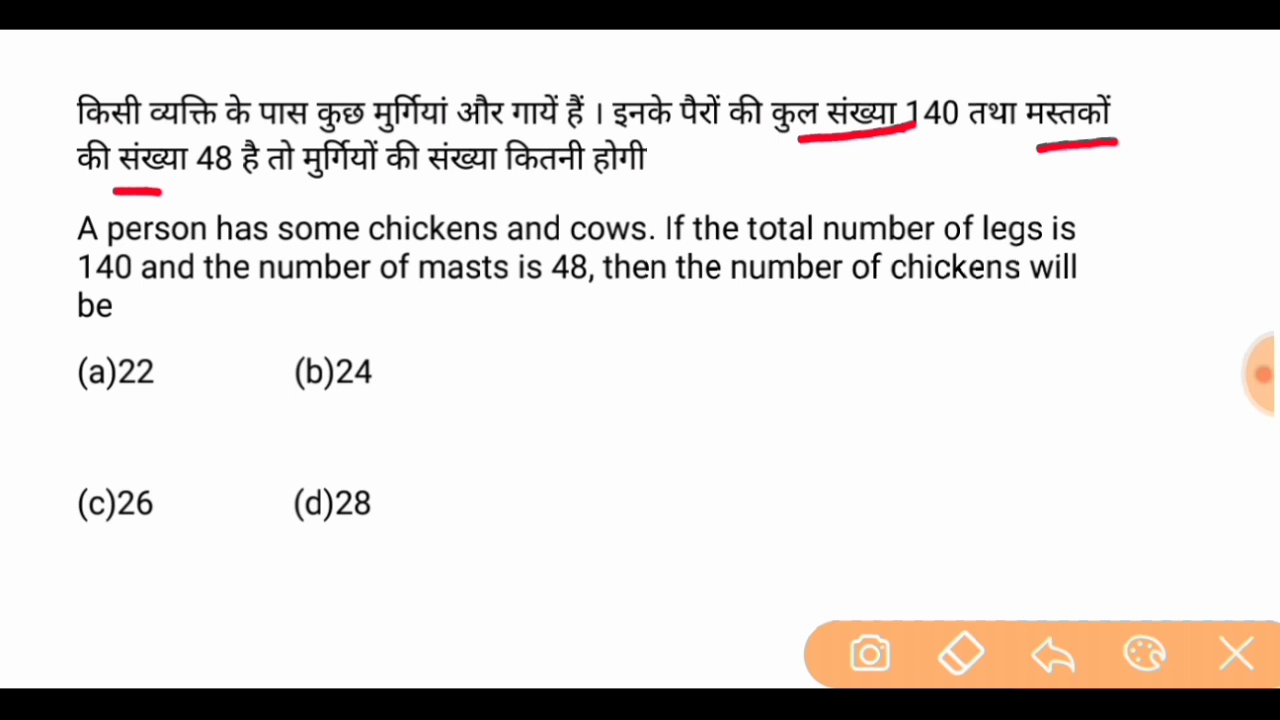 किसी व्यक्ति के पास कुछ मुर्गियां और गायें हैं । इनके पैरों की कुल संख्या 140 तथा मस्तकों
की संख्या 48 है तो मुर्गियों की संख्या कितनी होगी
A person has some chickens and cows. If the total number of legs is
140 and the number of masts is 48, then the number of chickens will
be
(a)22 (b)24
(c)26 (d)28